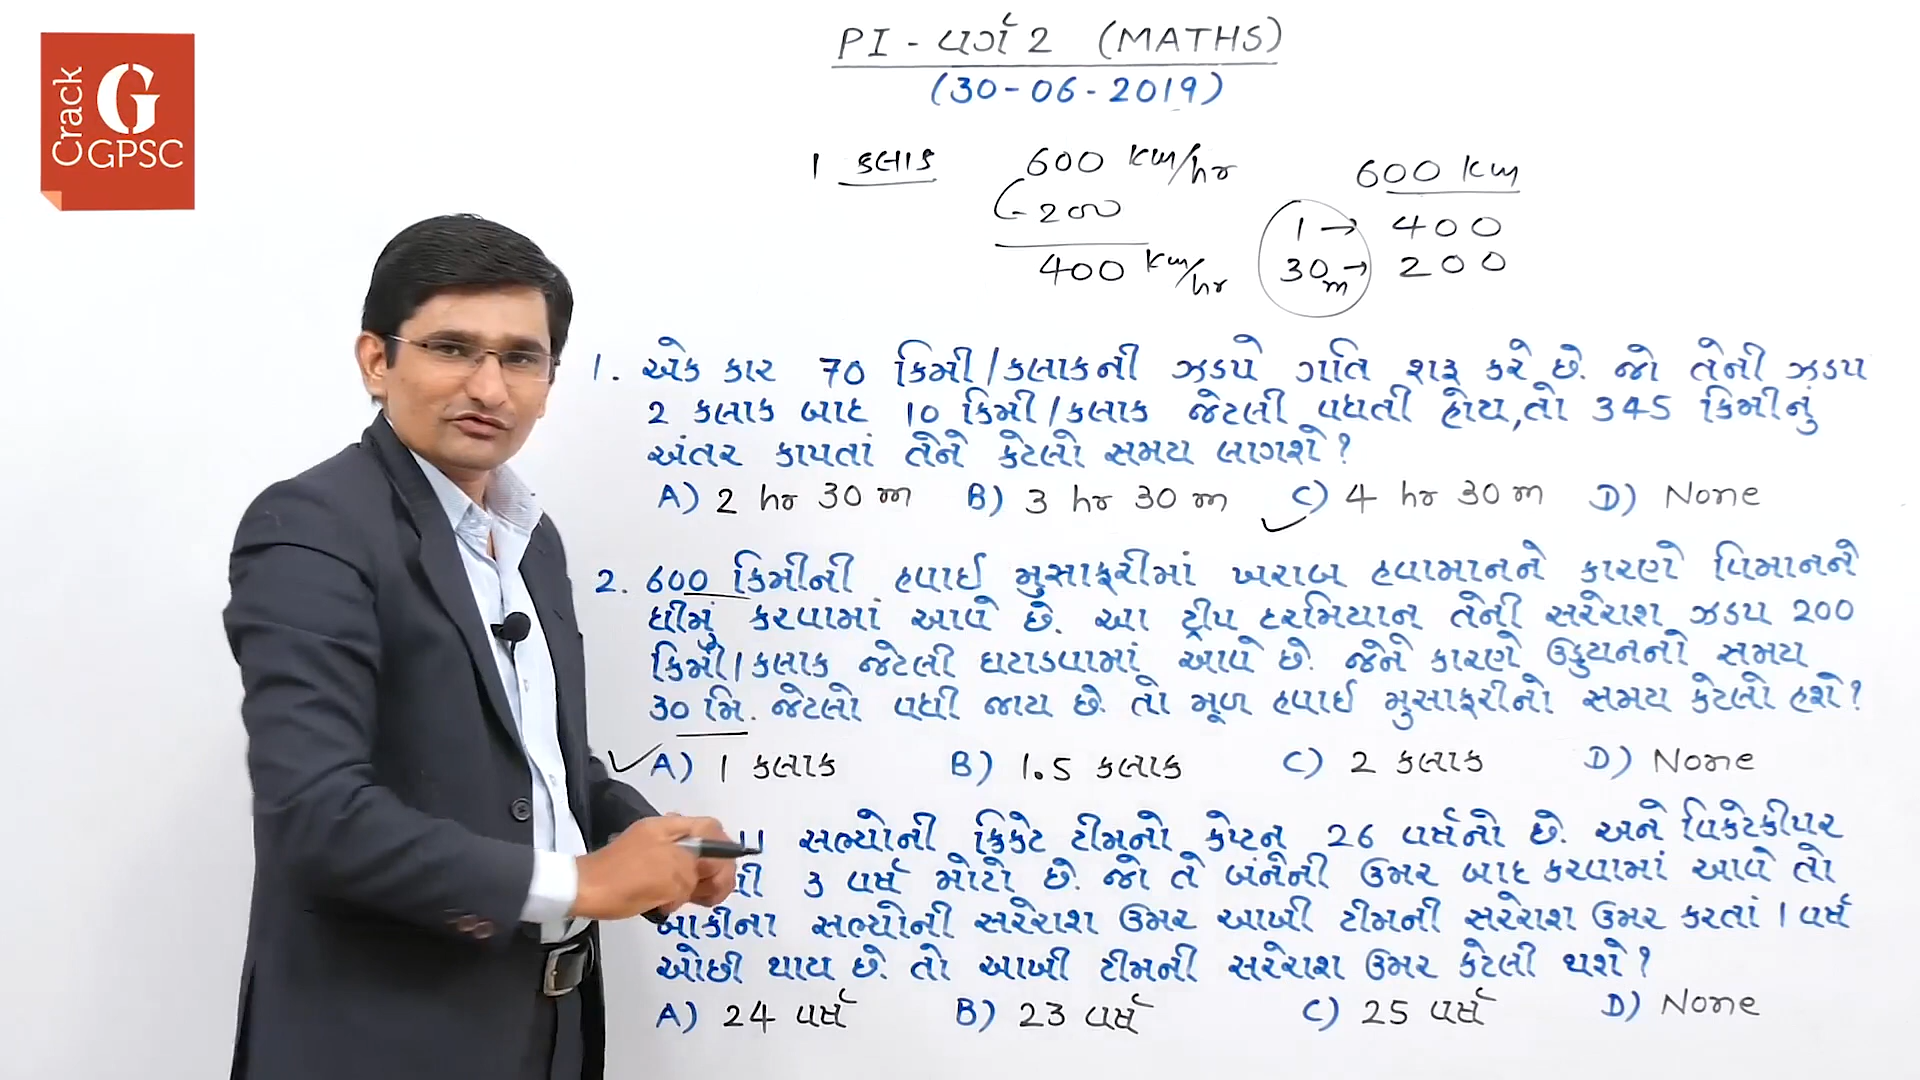 Crack
G
GPSC
PI - વર્ગ 2 (MATHS)
(30-06-2019)
1 કલાક 600 km/hr 600 km
- 200 1 → 400
400 km/hr 30m → 200
1. એક કાર 70 કિમી/કલાકની ઝડપે ગતિ શરૂ કરે છે. જો તેની ઝડપ
2 કલાક બાદ 10 કિમી/કલાક જેટલી વધતી હોય, તો 345 કિમીનું
અંતર કાપતાં તેને કેટલો સમય લાગશે?
A) 2 hr 30 m B) 3 hr 30 m C) 4 hr 30 m D) None
2. 600 કિમીની હવાઈ મુસાફરીમાં ખરાબ હવામાનને કારણે વિમાનને
ધીમું કરવામાં આવે છે. આ ટ્રીપ દરમિયાન તેની સરેરાશ ઝડપ 200
કિમી/કલાક જેટલી ઘટાડવામાં આવે છે. જેને કારણે ઉડ્ડયનનો સમય
30 મિ. જેટલો વધી જાય છે. તો મૂળ હવાઈ મુસાફરીનો સમય કેટલો હશે?
A) 1 કલાક B) 1.5 કલાક C) 2 કલાક D) None
11 સભ્યોની ક્રિકેટ ટીમનો કેપ્ટન 26 વર્ષનો છે. અને વિકેટકીપર
3 વર્ષ મોટો છે. જો તે બંનેની ઉમર બાદ કરવામાં આવે તો
બાકીના સભ્યોની સરેરાશ ઉમર આખી ટીમની સરેરાશ ઉમર કરતાં 1 વર્ષ
ઓછી થાય છે. તો આખી ટીમની સરેરાશ ઉમર કેટલી થશે?
A) 24 વર્ષ B) 23 વર્ષ C) 25 વર્ષ D) None